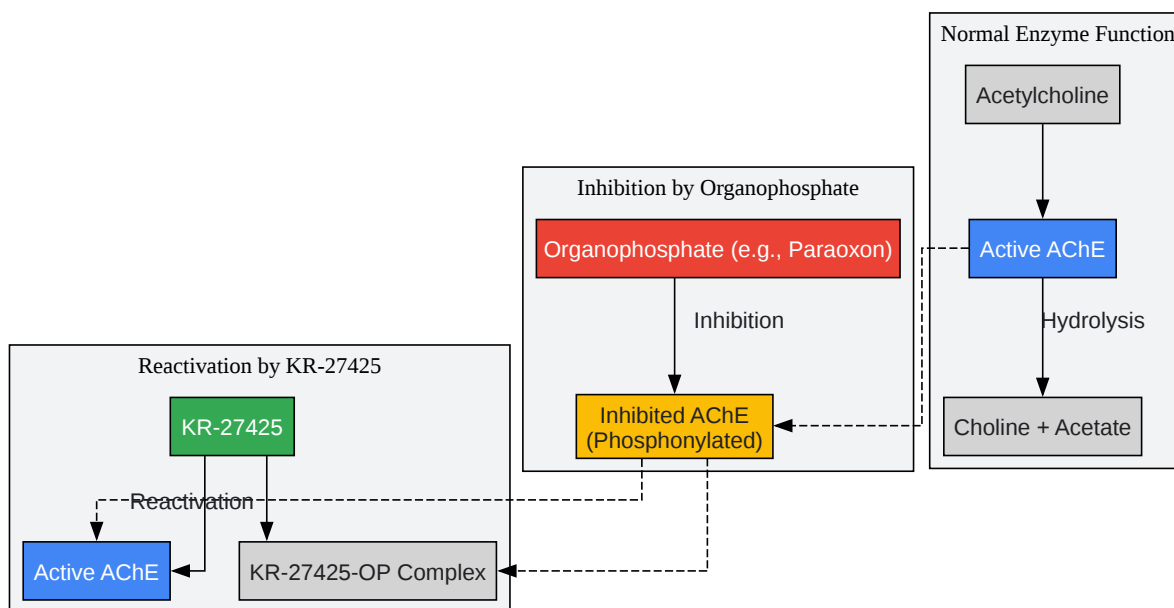 Normal Enzyme Function
Acetylcholine
Active AChE
Hydrolysis
Choline + Acetate
Inhibition by Organophosphate
Organophosphate (e.g., Paraoxon)
Inhibition
Inhibited AChE
(Phosphonylated)
Reactivation by KR-27425
KR-27425
Reactivation
Active AChE
KR-27425-OP Complex